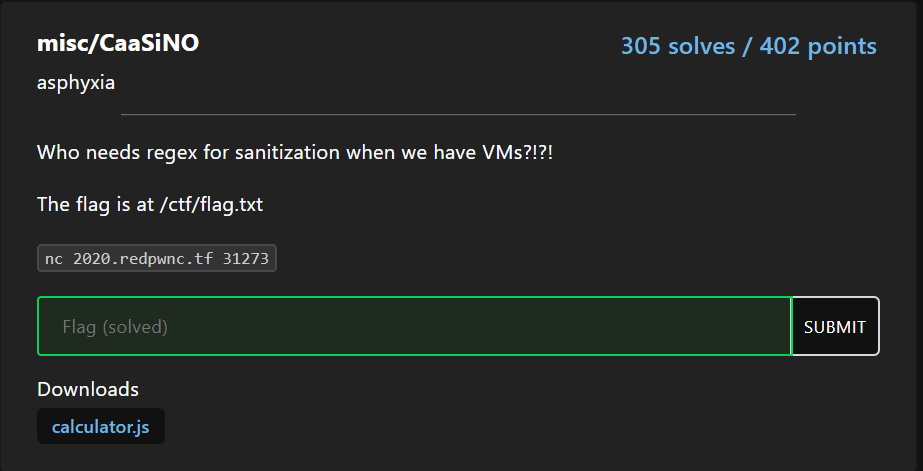 misc/CaaSiNO
305 solves / 402 points
asphyxia
Who needs regex for sanitization when we have VMs?!?!
The flag is at /ctf/flag.txt
nc 2020.redpwnc.tf 31273
Flag (solved)
SUBMIT
Downloads
calculator.js